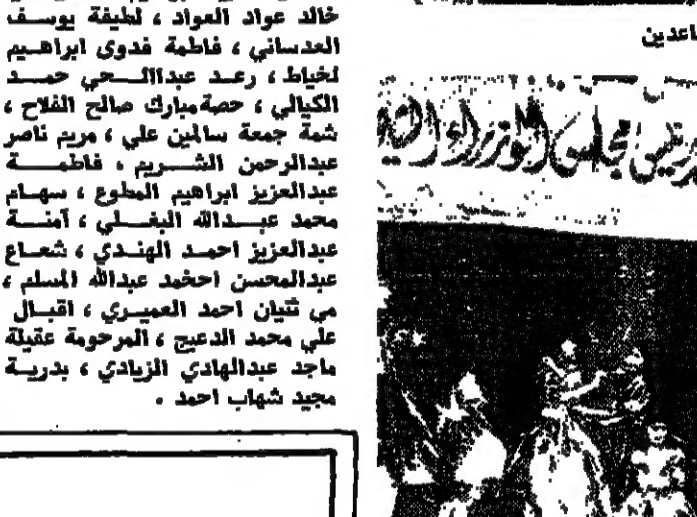 خالد عواد العواد ، لطيفة يوسف
العدساني ، فاطمة فدوى ابراهيم
لخياط ، رعد عبداللحي حمد
الكيالي ، حصة مبارك صالح الفلاح ،
شمة جمعة سالمين علي ، مريم ناصر
عبدالرحمن الشريم ، فاطمة
عبدالعزيز ابراهيم المطوع ، سهام
محمد عبدالله البغلي ، آمنة
عبدالعزيز احمد الهندي ، شعاع
عبدالمحسن احخمد عبدالله المسلم ،
مي ثنيان احمد العميري ، اقبال
علي محمد الدعيج ، المرحومة عقيلة
ماجد عبدالهادي الزيادي ، بدرية
مجيد شهاب احمد .
اعدين
مجلس الوزراء